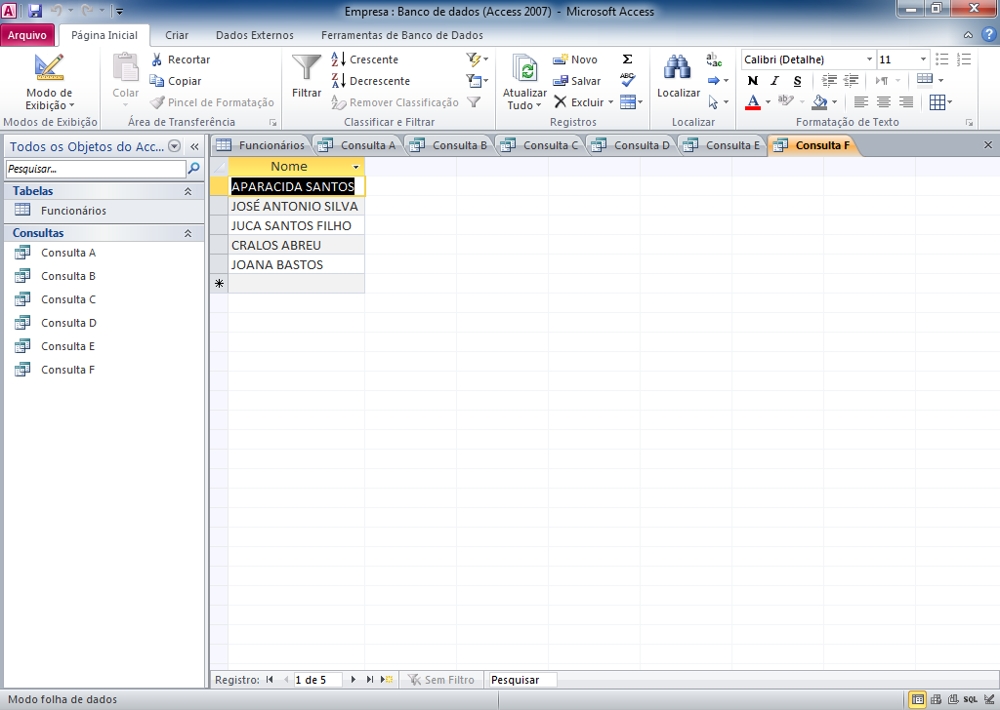 Empresa : Banco de dados (Access 2007) - Microsoft Access
Arquivo Página Inicial Criar Dados Externos Ferramentas de Banco de Dados
Modo de Exibição
Modos de Exibição
Colar
Recortar
Copiar
Pincel de Formatação
Área de Transferência
Filtrar
Crescente
Decrescente
Remover Classificação
Classificar e Filtrar
Atualizar Tudo
Novo
Salvar
Excluir
Σ
ABC
Registros
Localizar
ab
ac
Localizar
Calibri (Detalhe) 11
N I S
A ab
Formatação de Texto
Todos os Objetos do Acc... «
Pesquisar...
Tabelas
Funcionários
Consultas
Consulta A
Consulta B
Consulta C
Consulta D
Consulta E
Consulta F
Funcionários Consulta A Consulta B Consulta C Consulta D Consulta E Consulta F
Nome
APARACIDA SANTOS
JOSÉ ANTONIO SILVA
JUCA SANTOS FILHO
CRALOS ABREU
JOANA BASTOS
*
Registro: 1 de 5 Sem Filtro Pesquisar
Modo folha de dados SQL